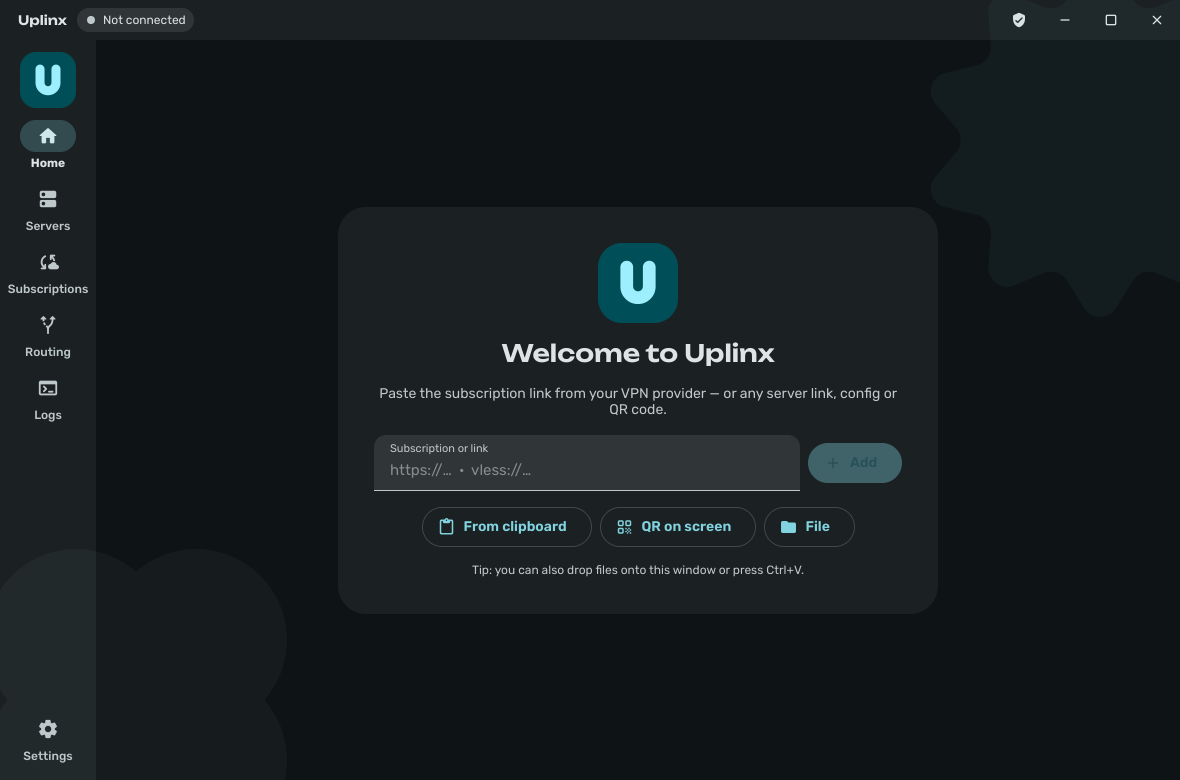 Uplinx
Not connected
U
Home
Servers
Subscriptions
Routing
Logs
Settings
U
Welcome to Uplinx
Paste the subscription link from your VPN provider — or any server link, config or
QR code.
Subscription or link
https://… • vless://…
+ Add
From clipboard
QR on screen
File
Tip: you can also drop files onto this window or press Ctrl+V.